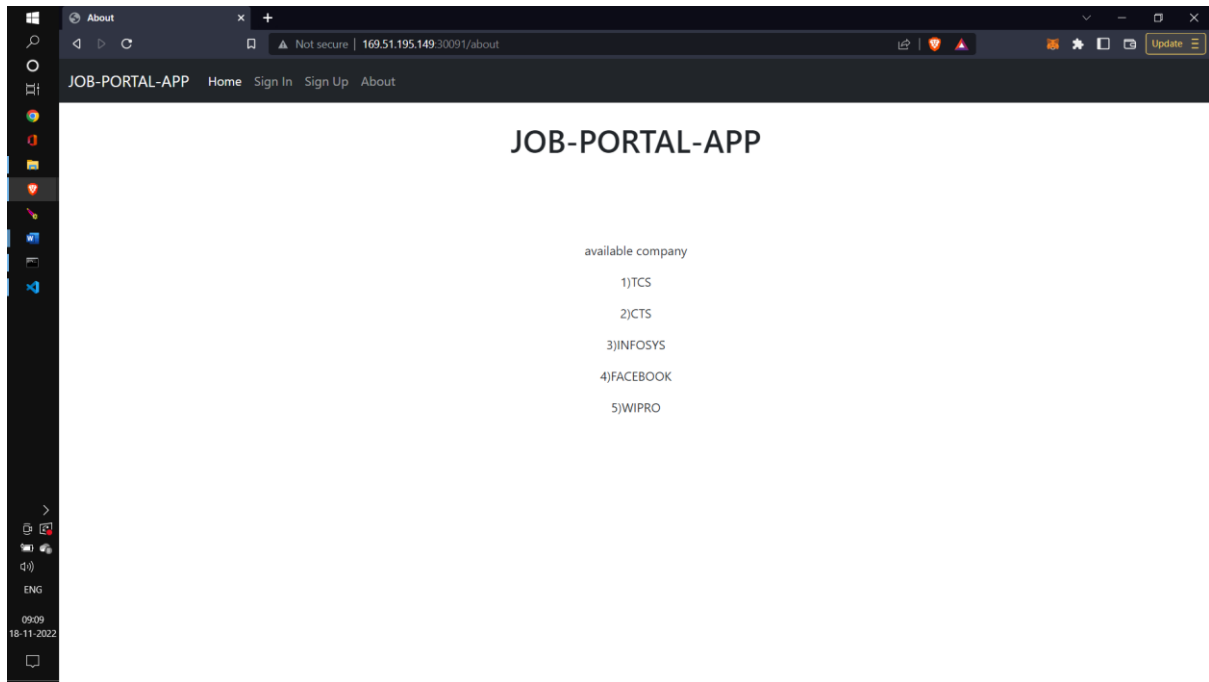 About
Not secure | 169.51.195.149:30091/about
Update
JOB-PORTAL-APP Home Sign In Sign Up About
JOB-PORTAL-APP
available company
1)TCS
2)CTS
3)INFOSYS
4)FACEBOOK
5)WIPRO
ENG
09:09
18-11-2022